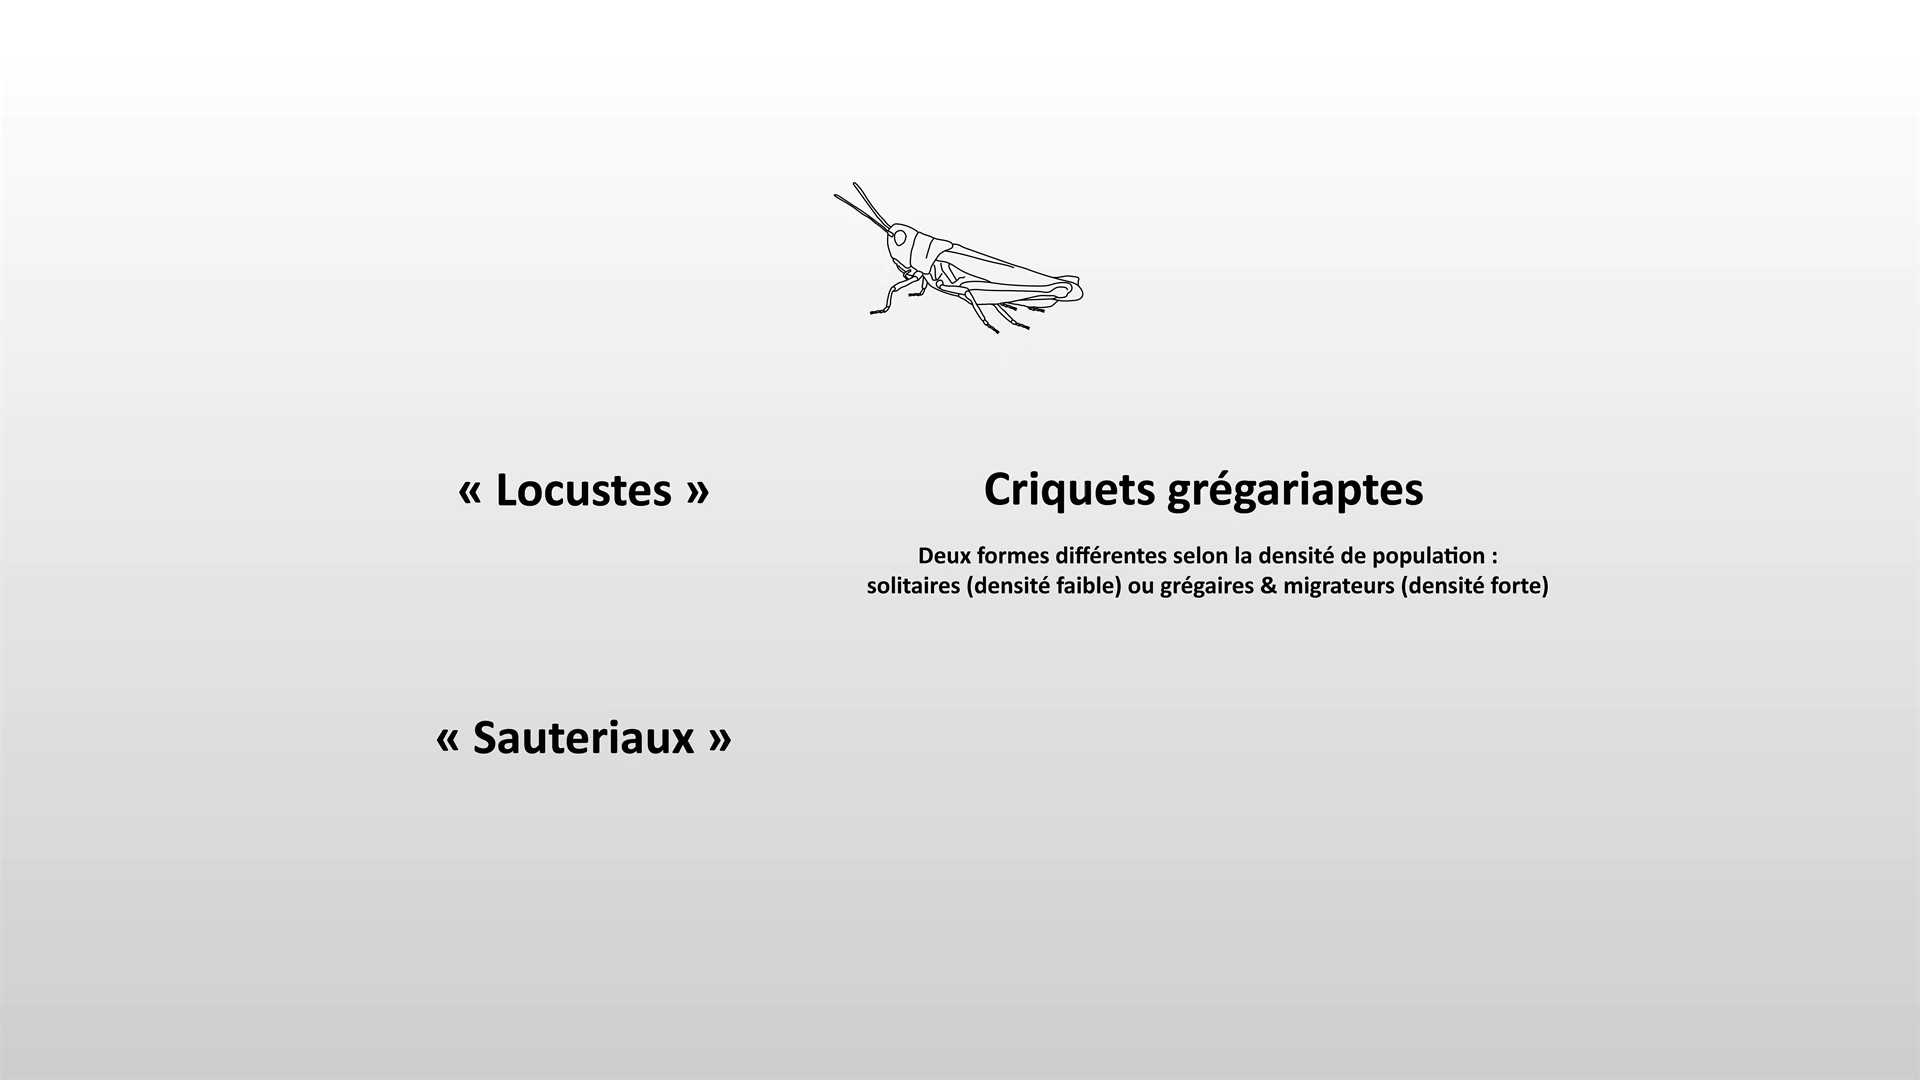 « Locustes »
Criquets grégariaptes
Deux formes différentes selon la densité de population :
solitaires (densité faible) ou grégaires & migrateurs (densité forte)
« Sauteriaux »